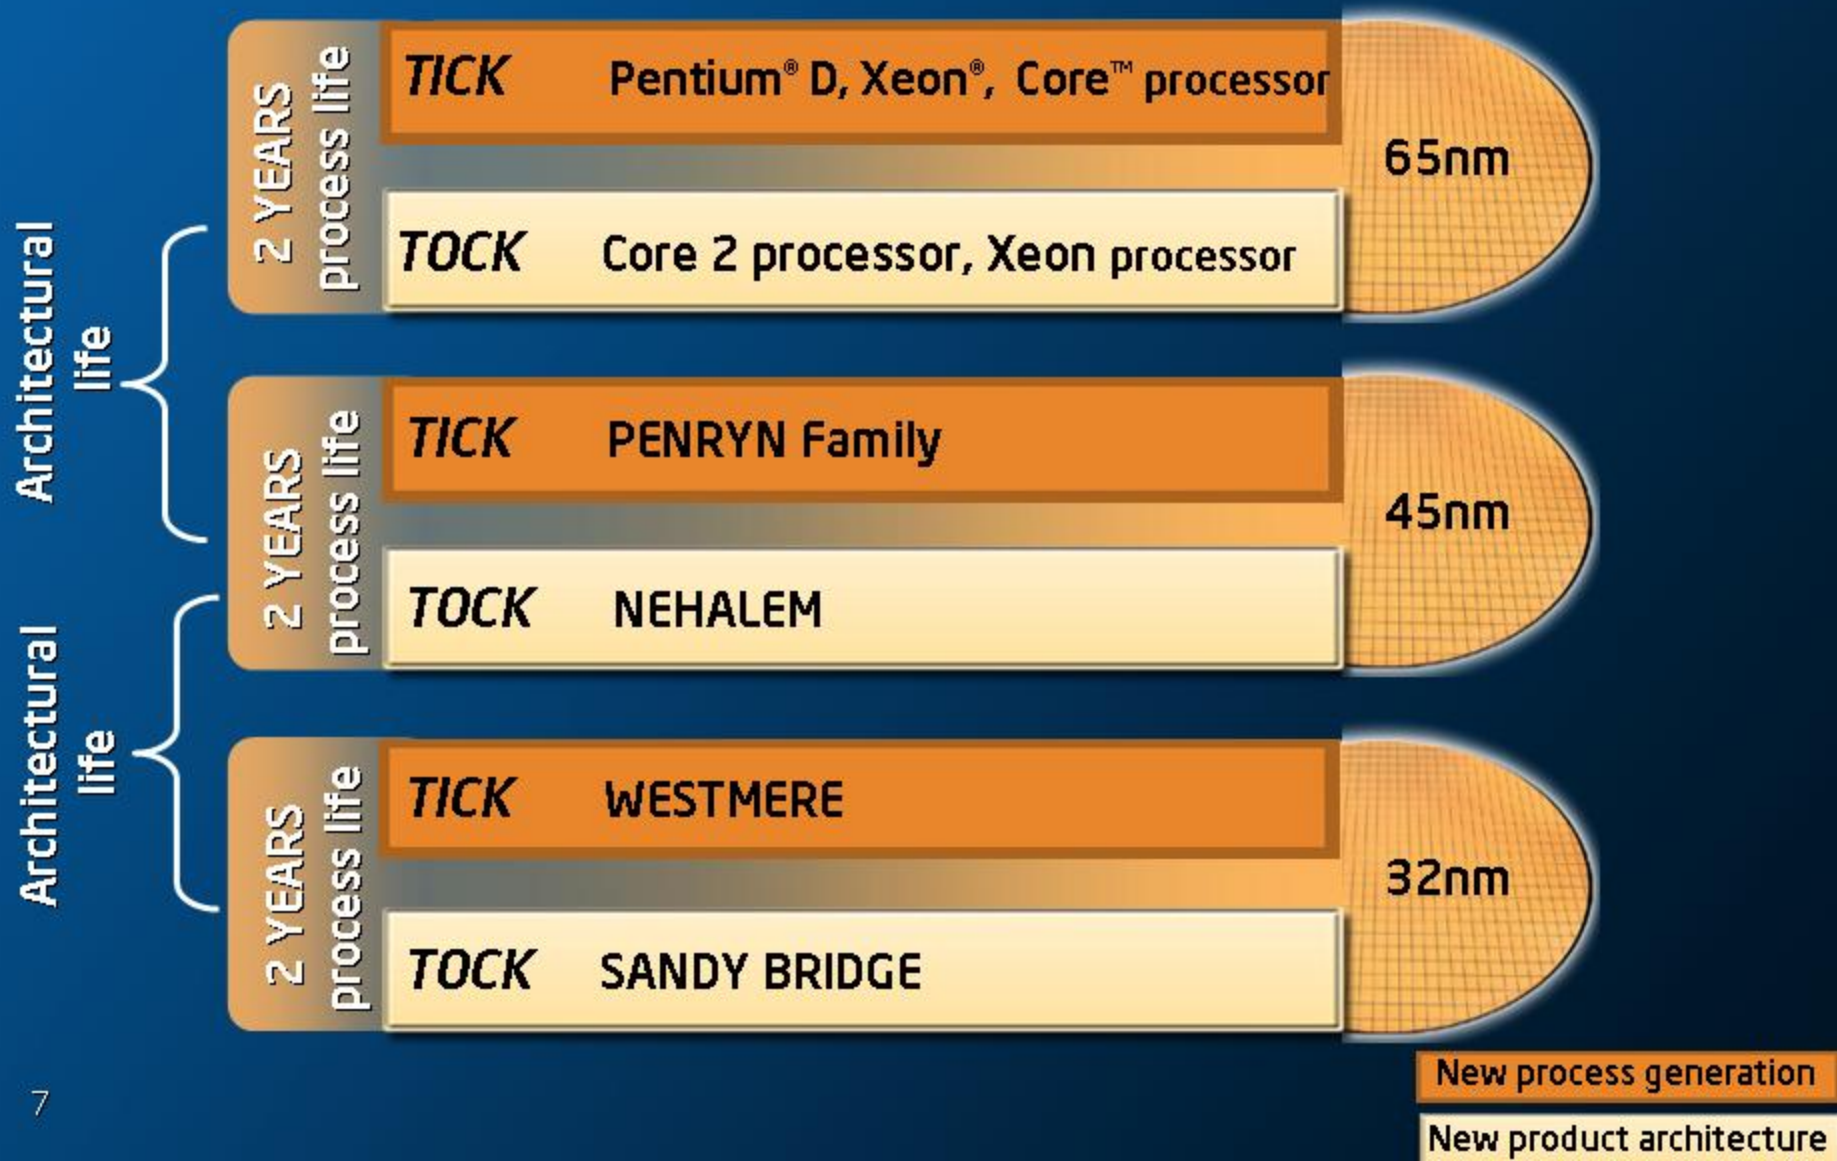 2 YEARS
process life
TICK Pentium® D, Xeon®, Core™ processor
65nm
TOCK Core 2 processor, Xeon processor
Architectural
life
2 YEARS
process life
TICK PENRYN Family
45nm
TOCK NEHALEM
Architectural
life
2 YEARS
process life
TICK WESTMERE
32nm
TOCK SANDY BRIDGE
New process generation
7
New product architecture